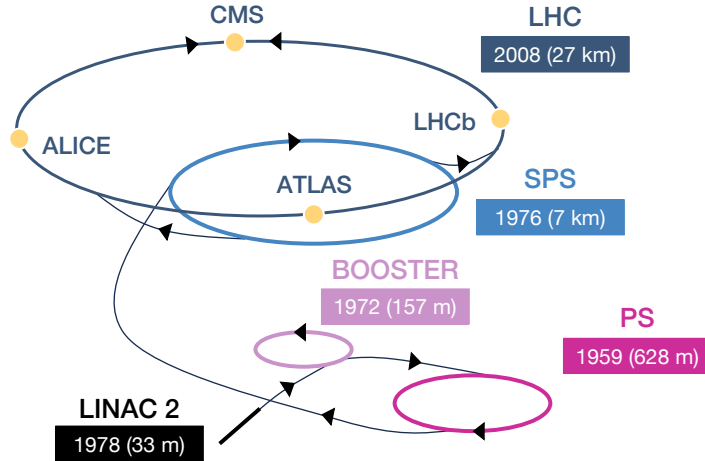 CMS
LHC
2008 (27 km)
LHCb
ALICE
ATLAS
SPS
1976 (7 km)
BOOSTER
1972 (157 m)
PS
1959 (628 m)
LINAC 2
1978 (33 m)